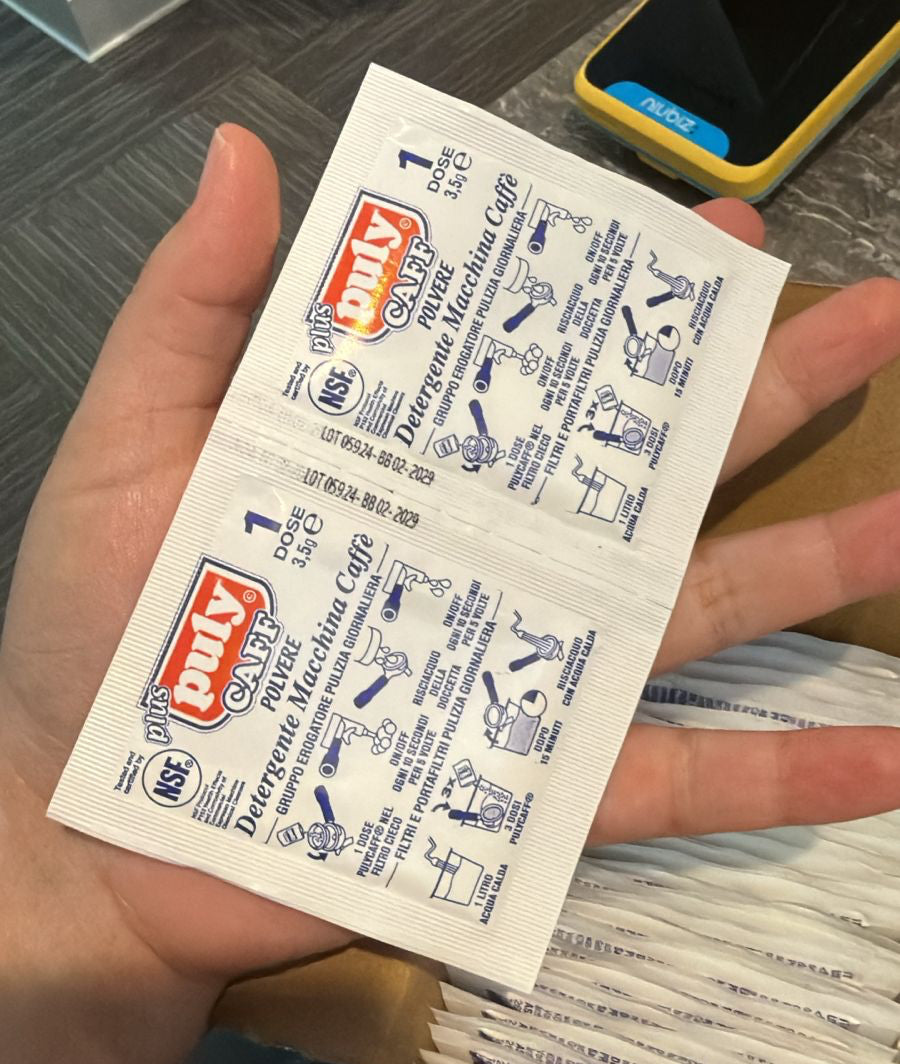 ZIQNI
1
DOSE
3,5g ℮
plus
puly©
CAFF®
POLVERE
Detergente Macchina Caffè
Tested and
certified by
NSF®
GRUPPO EROGATORE PULIZIA GIORNALIERA
1 DOSE
PULYCAFF® NEL
FILTRO CIECO
ON/OFF
OGNI 10 SECONDI
PER 5 VOLTE
RISCIACQUO
DELLA
DOCCETTA
ON/OFF
OGNI 10 SECONDI
PER 5 VOLTE
FILTRI E PORTAFILTRI PULIZIA GIORNALIERA
1 LITRO
ACQUA CALDA
3x
3 DOSI
PULYCAFF®
DOPO
15 MINUTI
RISCIACQUO
CON ACQUA CALDA
LOT 05924- BB 02- 2029
LOT 05924- BB 02- 2029
1
DOSE
3,5g ℮
plus
puly©
CAFF®
POLVERE
Detergente Macchina Caffè
Tested and
certified by
NSF®
GRUPPO EROGATORE PULIZIA GIORNALIERA
1 DOSE
PULYCAFF® NEL
FILTRO CIECO
ON/OFF
OGNI 10 SECONDI
PER 5 VOLTE
RISCIACQUO
DELLA
DOCCETTA
ON/OFF
OGNI 10 SECONDI
PER 5 VOLTE
FILTRI E PORTAFILTRI PULIZIA GIORNALIERA
1 LITRO
ACQUA CALDA
3x
3 DOSI
PULYCAFF®
DOPO
15 MINUTI
RISCIACQUO
CON ACQUA CALDA